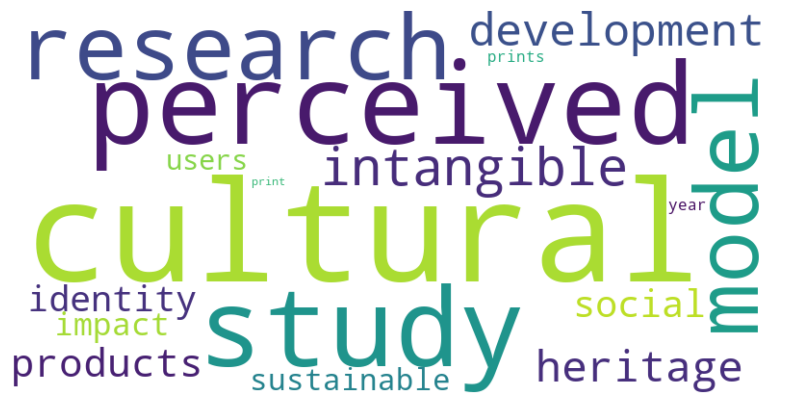 research
development
prints
perceived
model
users
intangible
print
cultural
year
identity
impact
study
social
products
sustainable
heritage